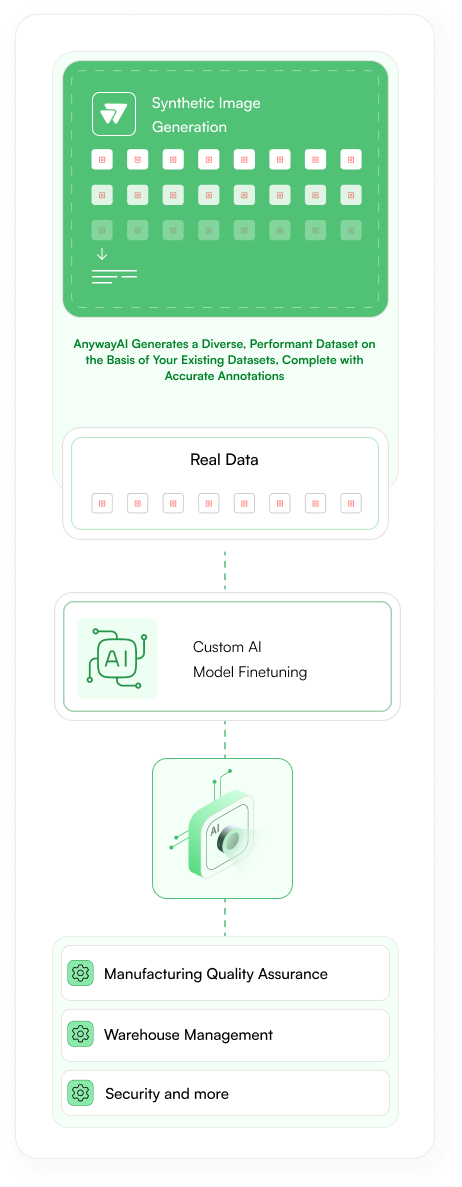 Synthetic Image
Generation
AnywayAI Generates a Diverse, Performant Dataset on
the Basis of Your Existing Datasets, Complete with
Accurate Annotations
Real Data
AI
Custom AI
Model Finetuning
AI
Manufacturing Quality Assurance
Warehouse Management
Security and more